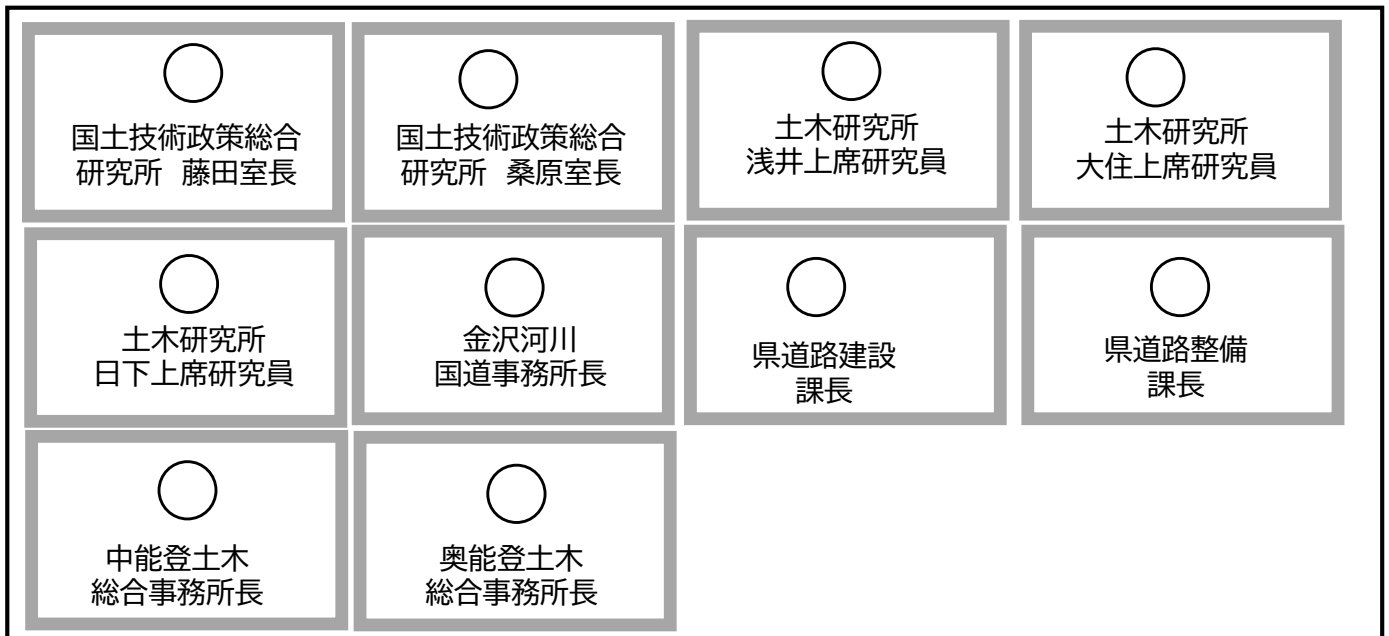 国土技術政策総合
研究所 藤田室長
国土技術政策総合
研究所 桑原室長
土木研究所
浅井上席研究員
土木研究所
大住上席研究員
土木研究所
日下上席研究員
金沢河川
国道事務所長
県道路建設
課長
県道路整備
課長
中能登土木
総合事務所長
奥能登土木
総合事務所長